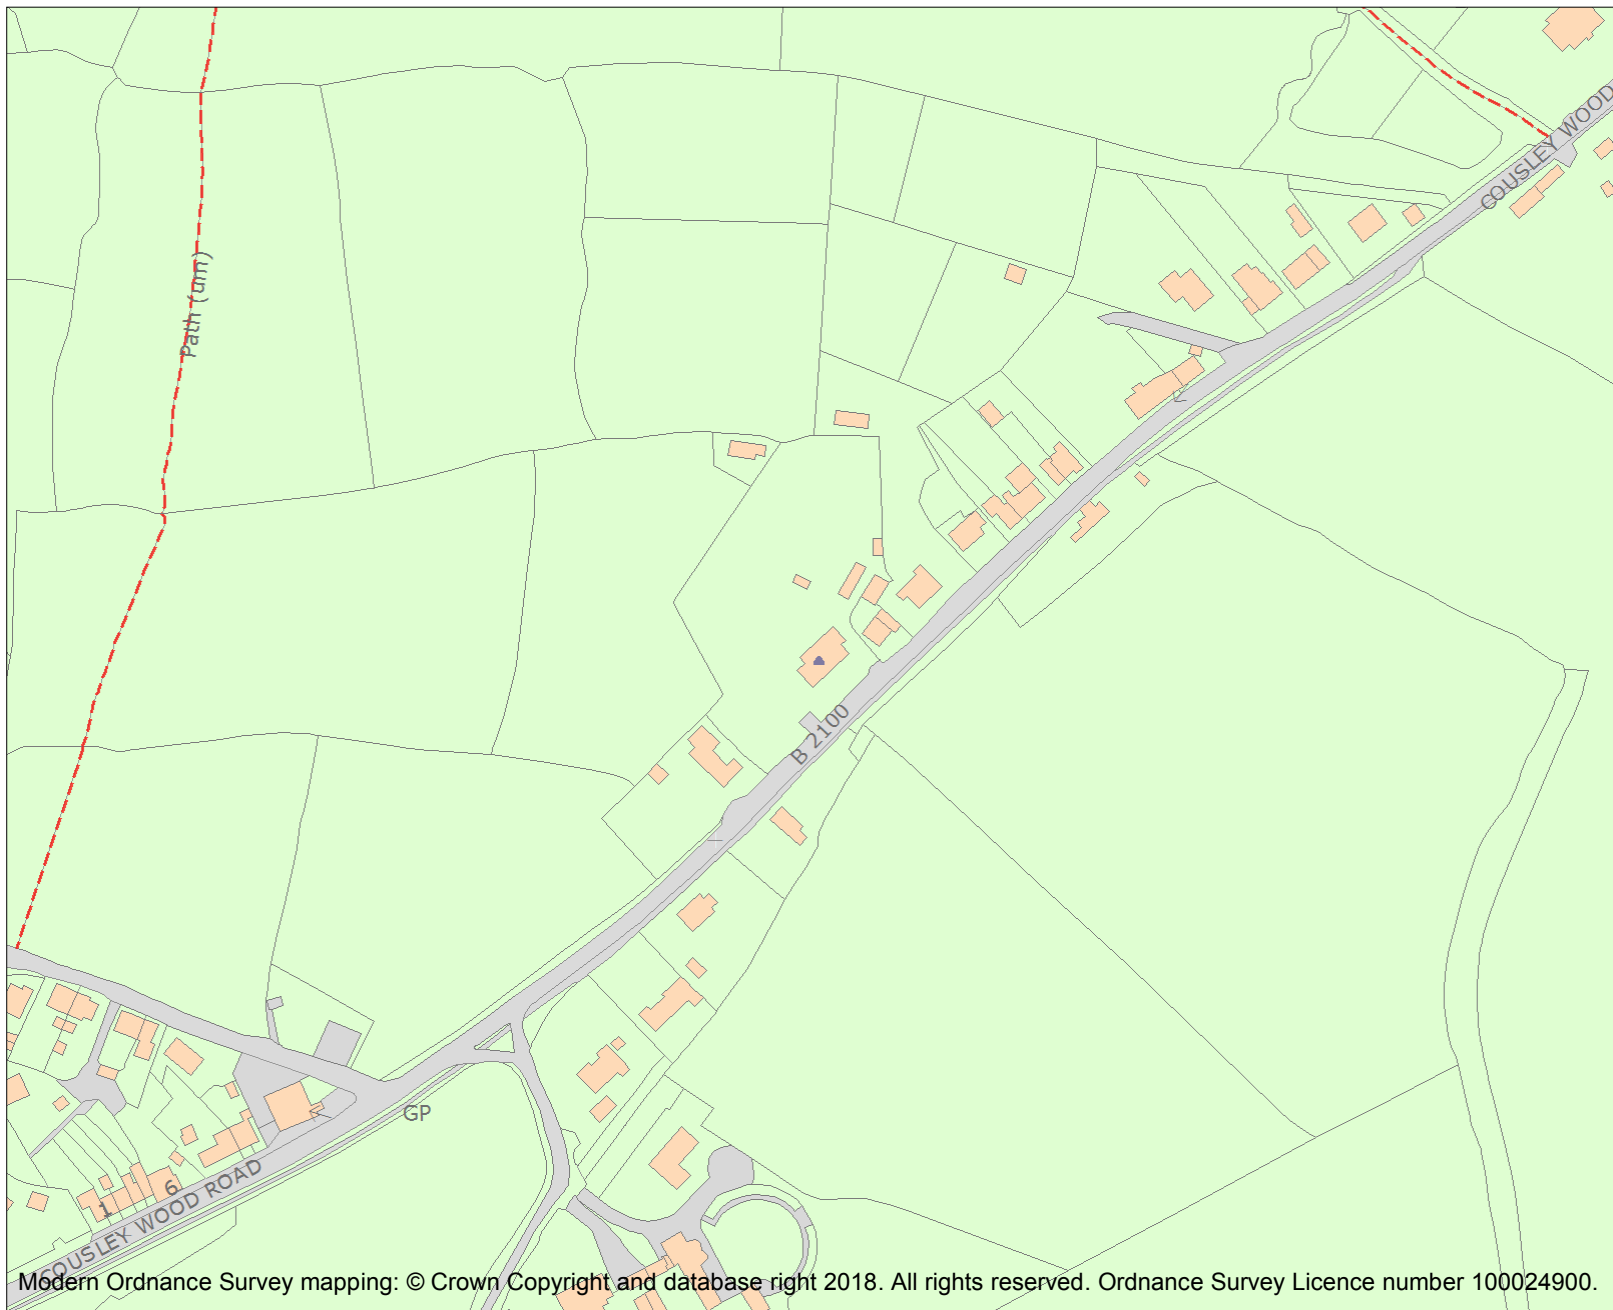 COUSLEY WOOD
Path (um)
B 2100
GP
6
1
COUSLEY WOOD ROAD
Modern Ordnance Survey mapping: © Crown Copyright and database right 2018. All rights reserved. Ordnance Survey Licence number 100024900.